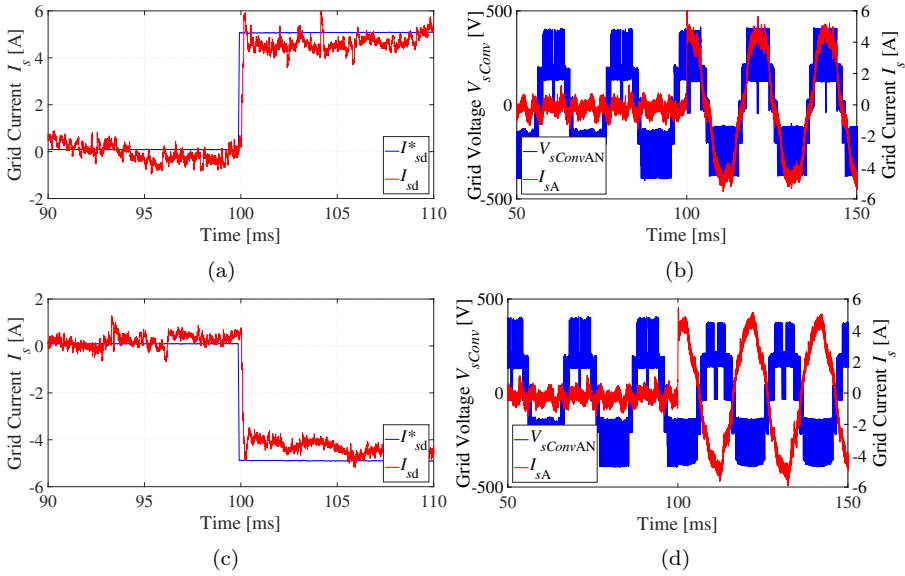 6
4
2
0
-2
90
95
100
105
110
Grid Current I_s [A]
Time [ms]
I*_sd
I_sd
(a)
500
0
-500
6
4
2
0
-2
-4
-6
50
100
150
Grid Voltage V_sConv [V]
Grid Current I_s [A]
Time [ms]
V_sConvAN
I_sA
(b)
2
0
-2
-4
-6
90
95
100
105
110
Grid Current I_s [A]
Time [ms]
I*_sd
I_sd
(c)
500
0
-500
6
4
2
0
-2
-4
-6
50
100
150
Grid Voltage V_sConv [V]
Grid Current I_s [A]
Time [ms]
V_sConvAN
I_sA
(d)